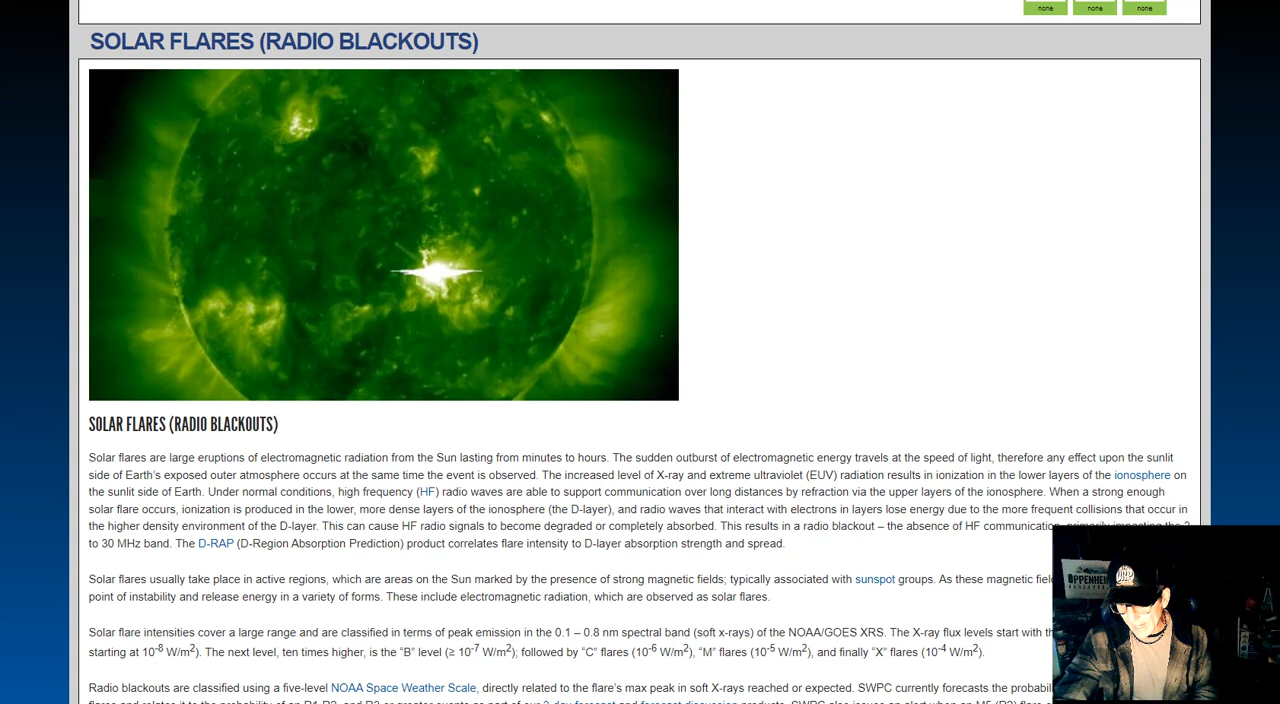 none none none
SOLAR FLARES (RADIO BLACKOUTS)
SOLAR FLARES (RADIO BLACKOUTS)
Solar flares are large eruptions of electromagnetic radiation from the Sun lasting from minutes to hours. The sudden outburst of electromagnetic energy travels at the speed of light, therefore any effect upon the sunlit
side of Earth's exposed outer atmosphere occurs at the same time the event is observed. The increased level of X-ray and extreme ultraviolet (EUV) radiation results in ionization in the lower layers of the ionosphere on
the sunlit side of Earth. Under normal conditions, high frequency (HF) radio waves are able to support communication over long distances by refraction via the upper layers of the ionosphere. When a strong enough
solar flare occurs, ionization is produced in the lower, more dense layers of the ionosphere (the D-layer), and radio waves that interact with electrons in layers lose energy due to the more frequent collisions that occur in
the higher density environment of the D-layer. This can cause HF radio signals to become degraded or completely absorbed. This results in a radio blackout – the absence of HF communication, primarily impacting the 3
to 30 MHz band. The D-RAP (D-Region Absorption Prediction) product correlates flare intensity to D-layer absorption strength and spread.
Solar flares usually take place in active regions, which are areas on the Sun marked by the presence of strong magnetic fields; typically associated with sunspot groups. As these magnetic
point of instability and release energy in a variety of forms. These include electromagnetic radiation, which are observed as solar flares.
Solar flare intensities cover a large range and are classified in terms of peak emission in the 0.1 – 0.8 nm spectral band (soft x-rays) of the NOAA/GOES XRS. The X-ray flux levels start with
starting at 10-8 W/m2). The next level, ten times higher, is the "B" level (≥ 10-7 W/m2); followed by "C" flares (10-6 W/m2), "M" flares (10-5 W/m2), and finally "X" flares (10-4 W/m2).
Radio blackouts are classified using a five-level NOAA Space Weather Scale, directly related to the flare's max peak in soft X-rays reached or expected. SWPC currently forecasts the